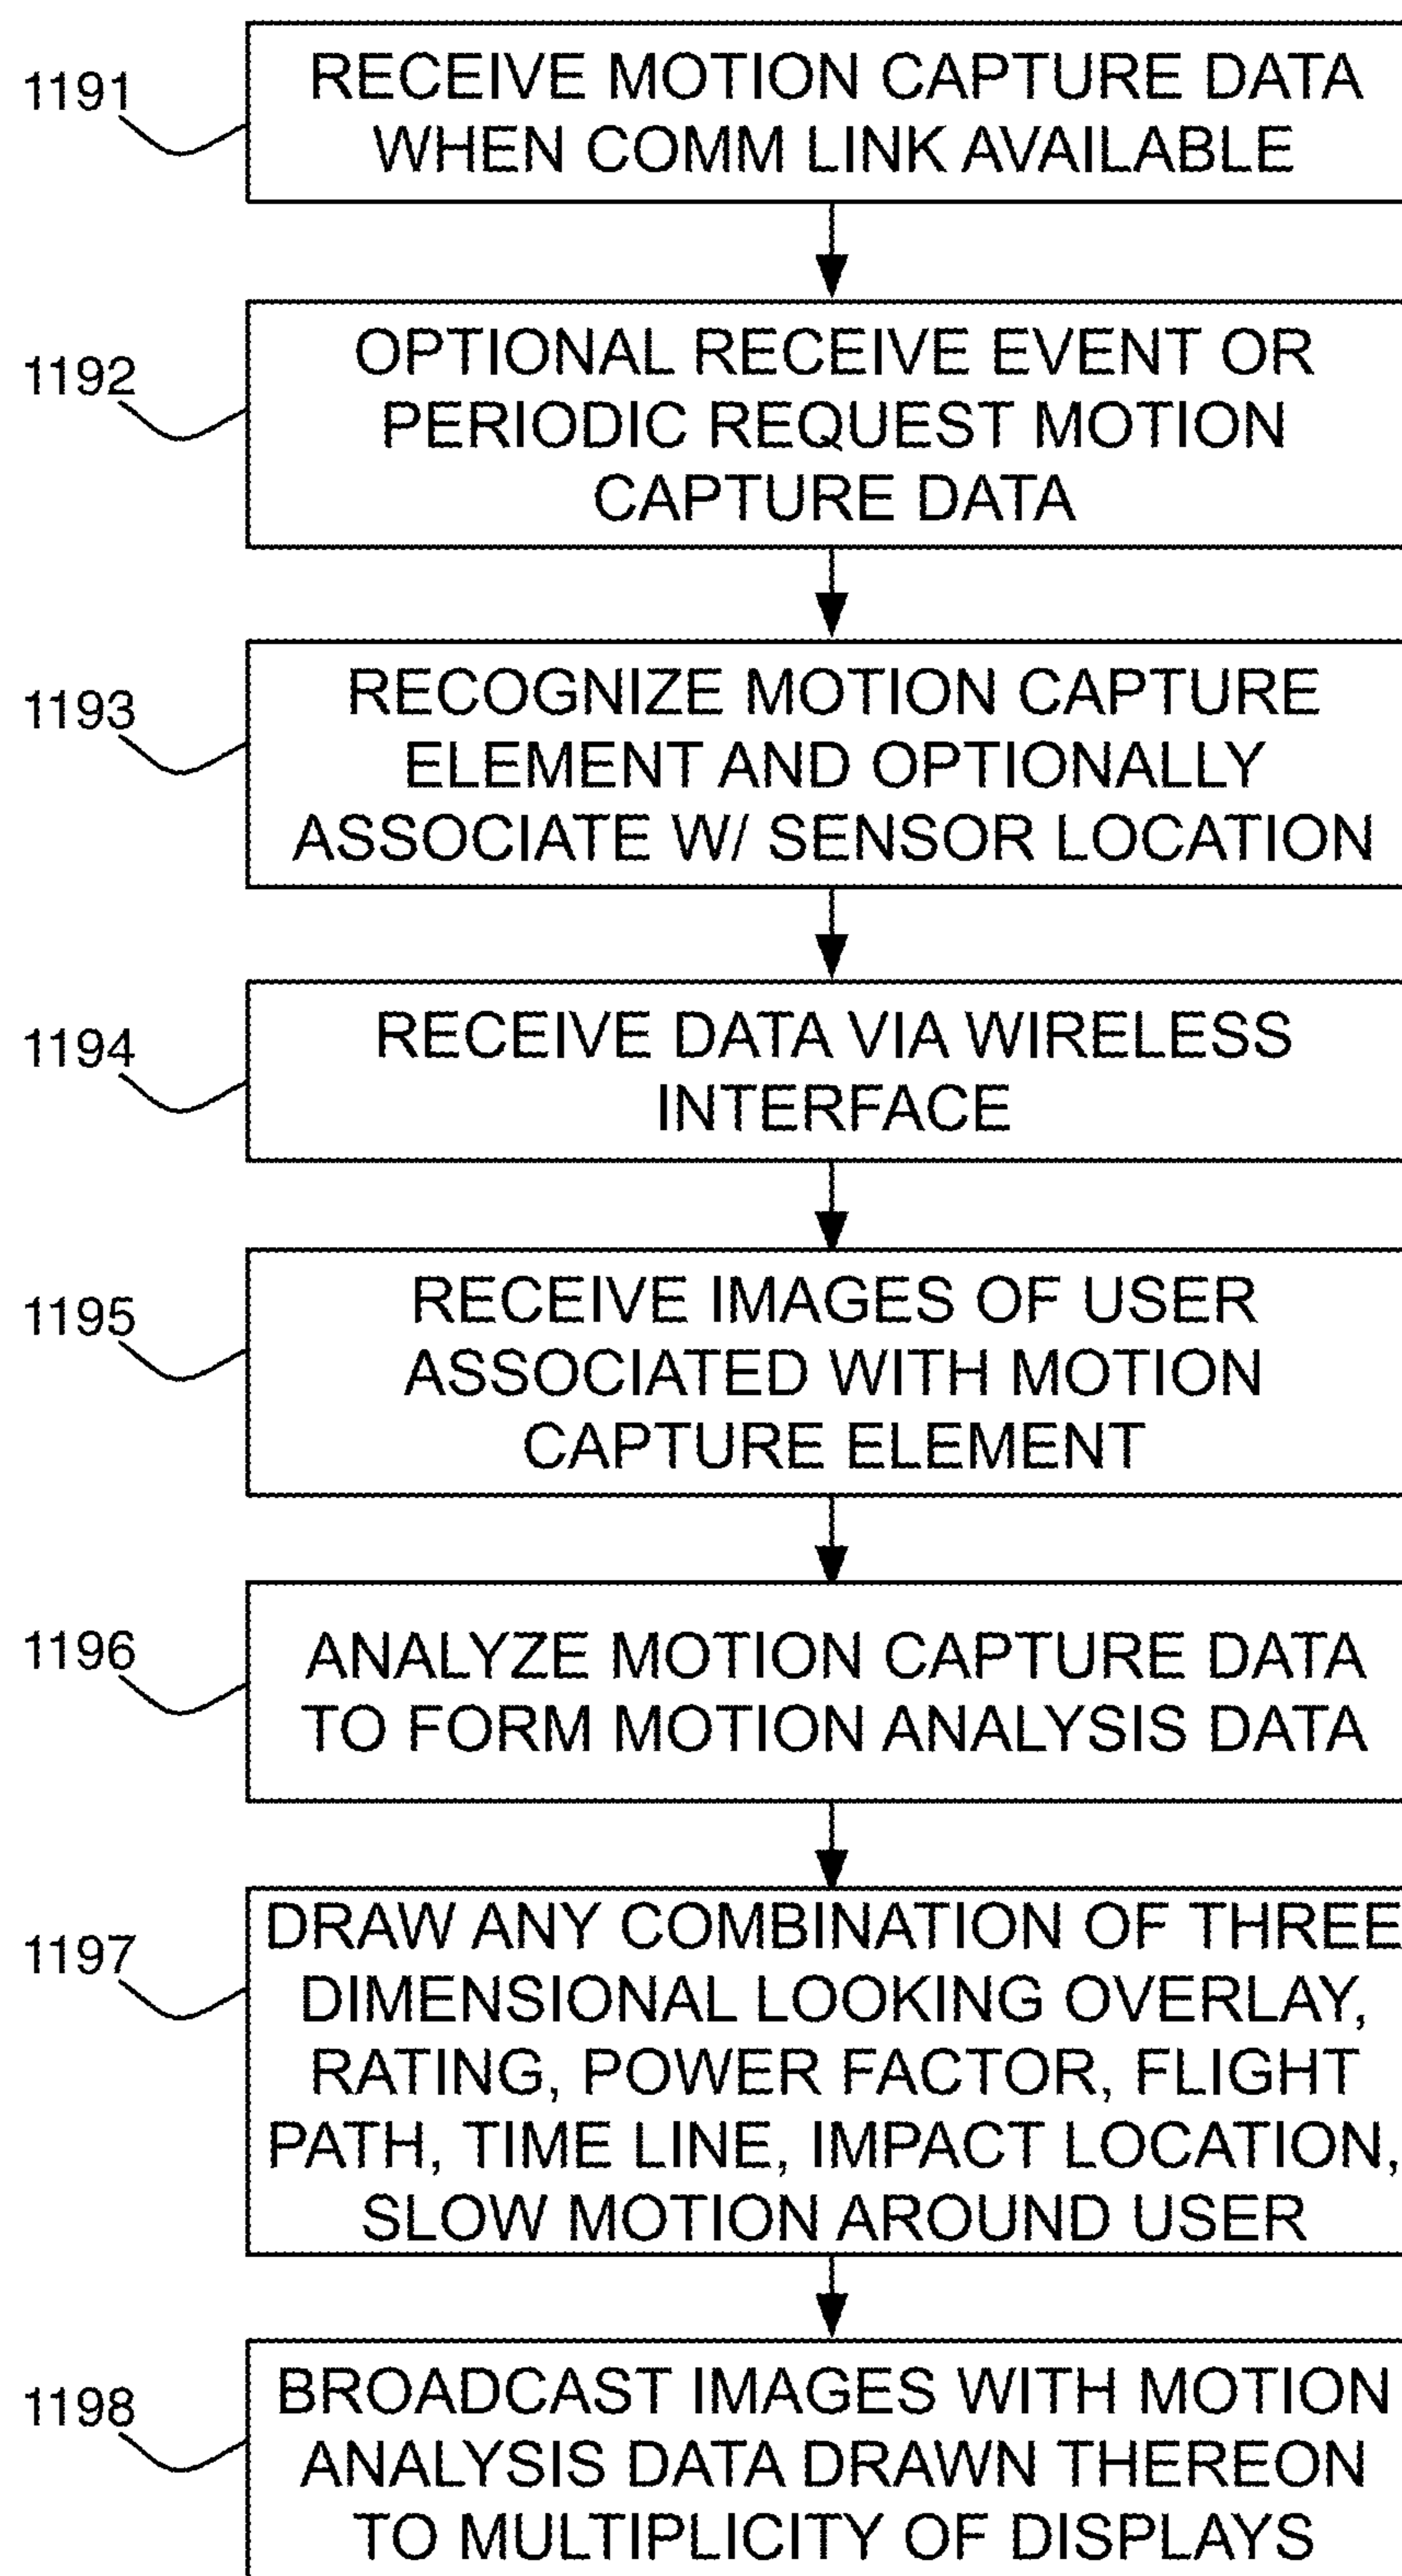 1191
RECEIVE MOTION CAPTURE DATA
WHEN COMM LINK AVAILABLE
1192
OPTIONAL RECEIVE EVENT OR
PERIODIC REQUEST MOTION
CAPTURE DATA
1193
RECOGNIZE MOTION CAPTURE
ELEMENT AND OPTIONALLY
ASSOCIATE W/ SENSOR LOCATION
1194
RECEIVE DATA VIA WIRELESS
INTERFACE
1195
RECEIVE IMAGES OF USER
ASSOCIATED WITH MOTION
CAPTURE ELEMENT
1196
ANALYZE MOTION CAPTURE DATA
TO FORM MOTION ANALYSIS DATA
1197
DRAW ANY COMBINATION OF THREE
DIMENSIONAL LOOKING OVERLAY,
RATING, POWER FACTOR, FLIGHT
PATH, TIME LINE, IMPACT LOCATION,
SLOW MOTION AROUND USER
1198
BROADCAST IMAGES WITH MOTION
ANALYSIS DATA DRAWN THEREON
TO MULTIPLICITY OF DISPLAYS